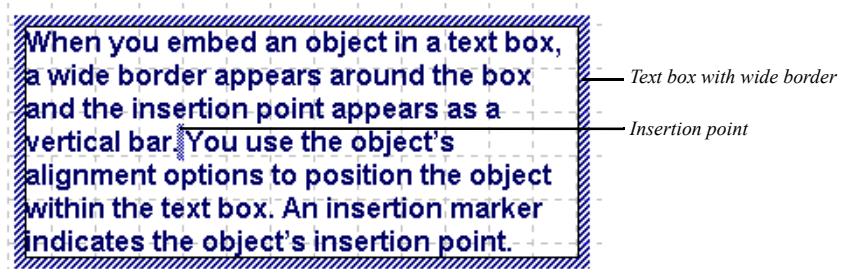 When you embed an object in a text box,
a wide border appears around the box
and the insertion point appears as a
vertical bar. You use the object's
alignment options to position the object
within the text box. An insertion marker
indicates the object's insertion point.
Text box with wide border
Insertion point